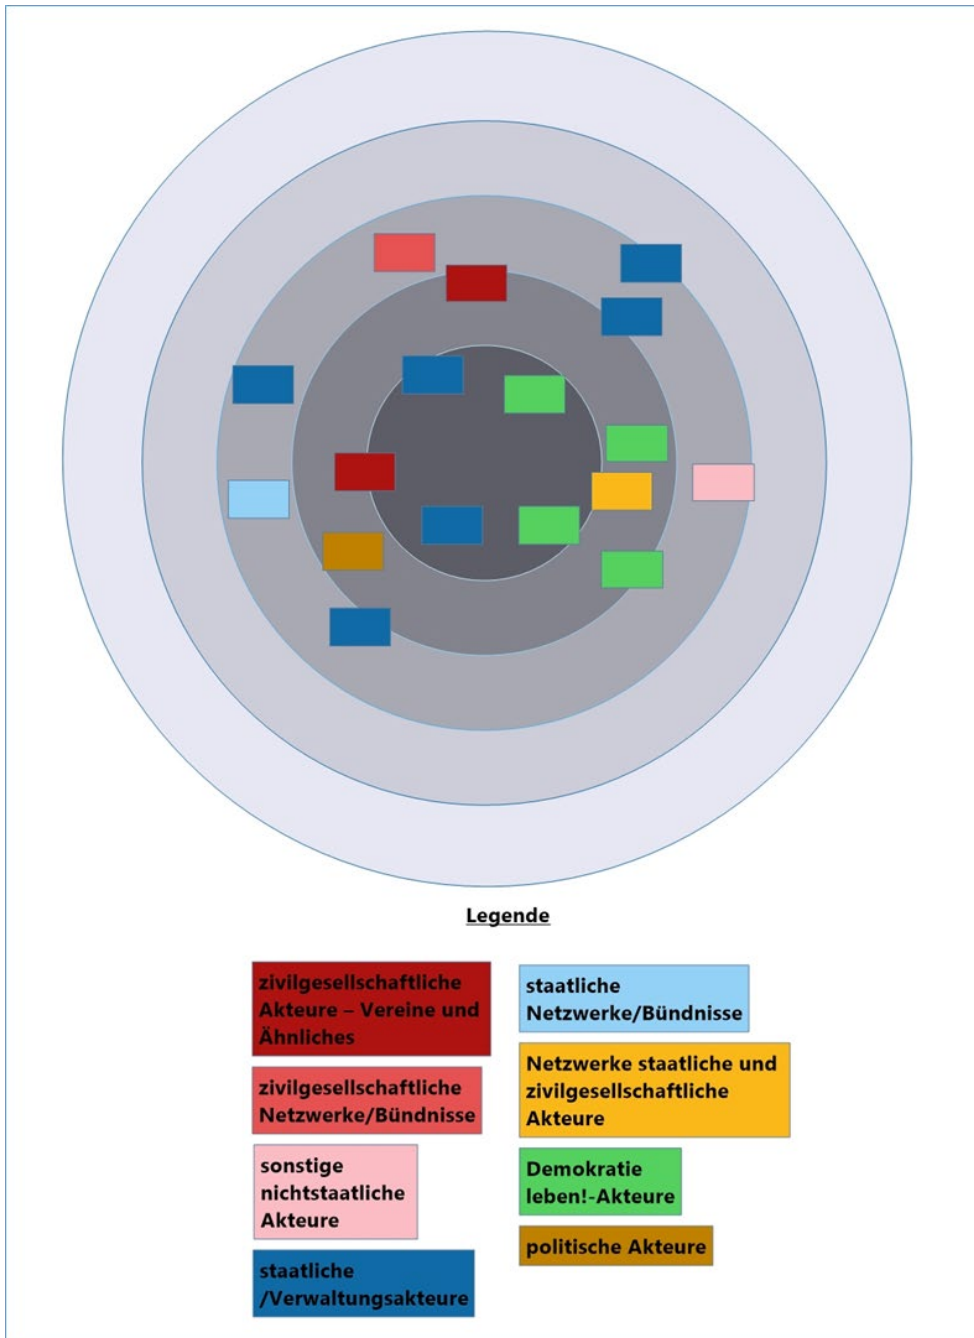 Legende
zivilgesellschaftliche
Akteure – Vereine und
Ähnliches
zivilgesellschaftliche
Netzwerke/Bündnisse
sonstige
nichtstaatliche
Akteure
staatliche
/Verwaltungsakteure
staatliche
Netzwerke/Bündnisse
Netzwerke staatliche und
zivilgesellschaftliche
Akteure
Demokratie
leben!-Akteure
politische Akteure